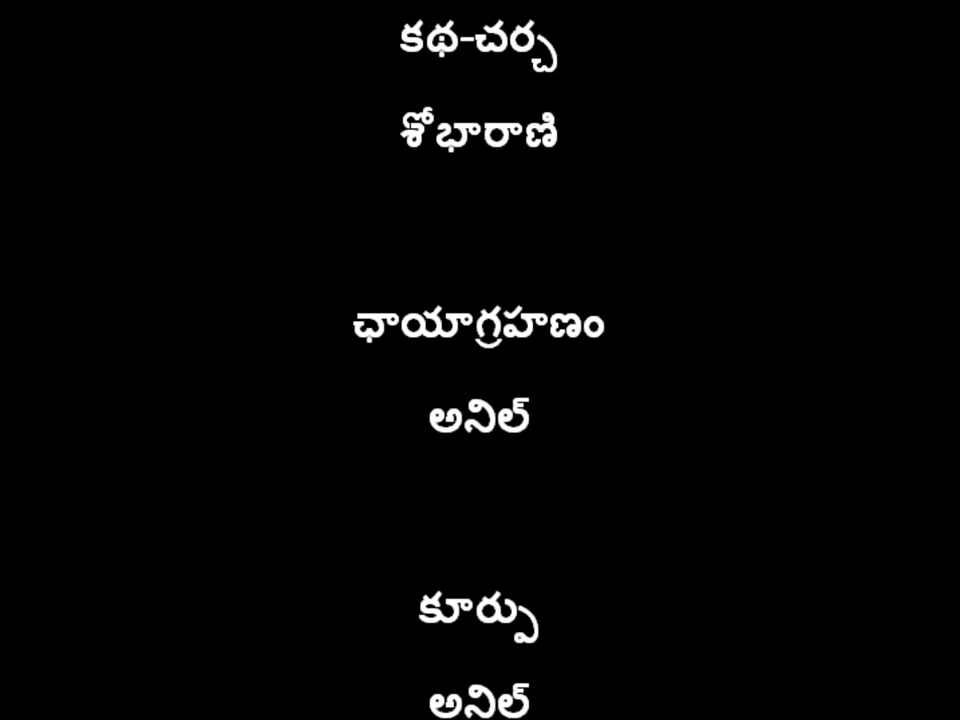 కథ-చర్చ
శోభారాణి
ఛాయాగ్రహణం
అనిల్
కూర్పు
అనిల్